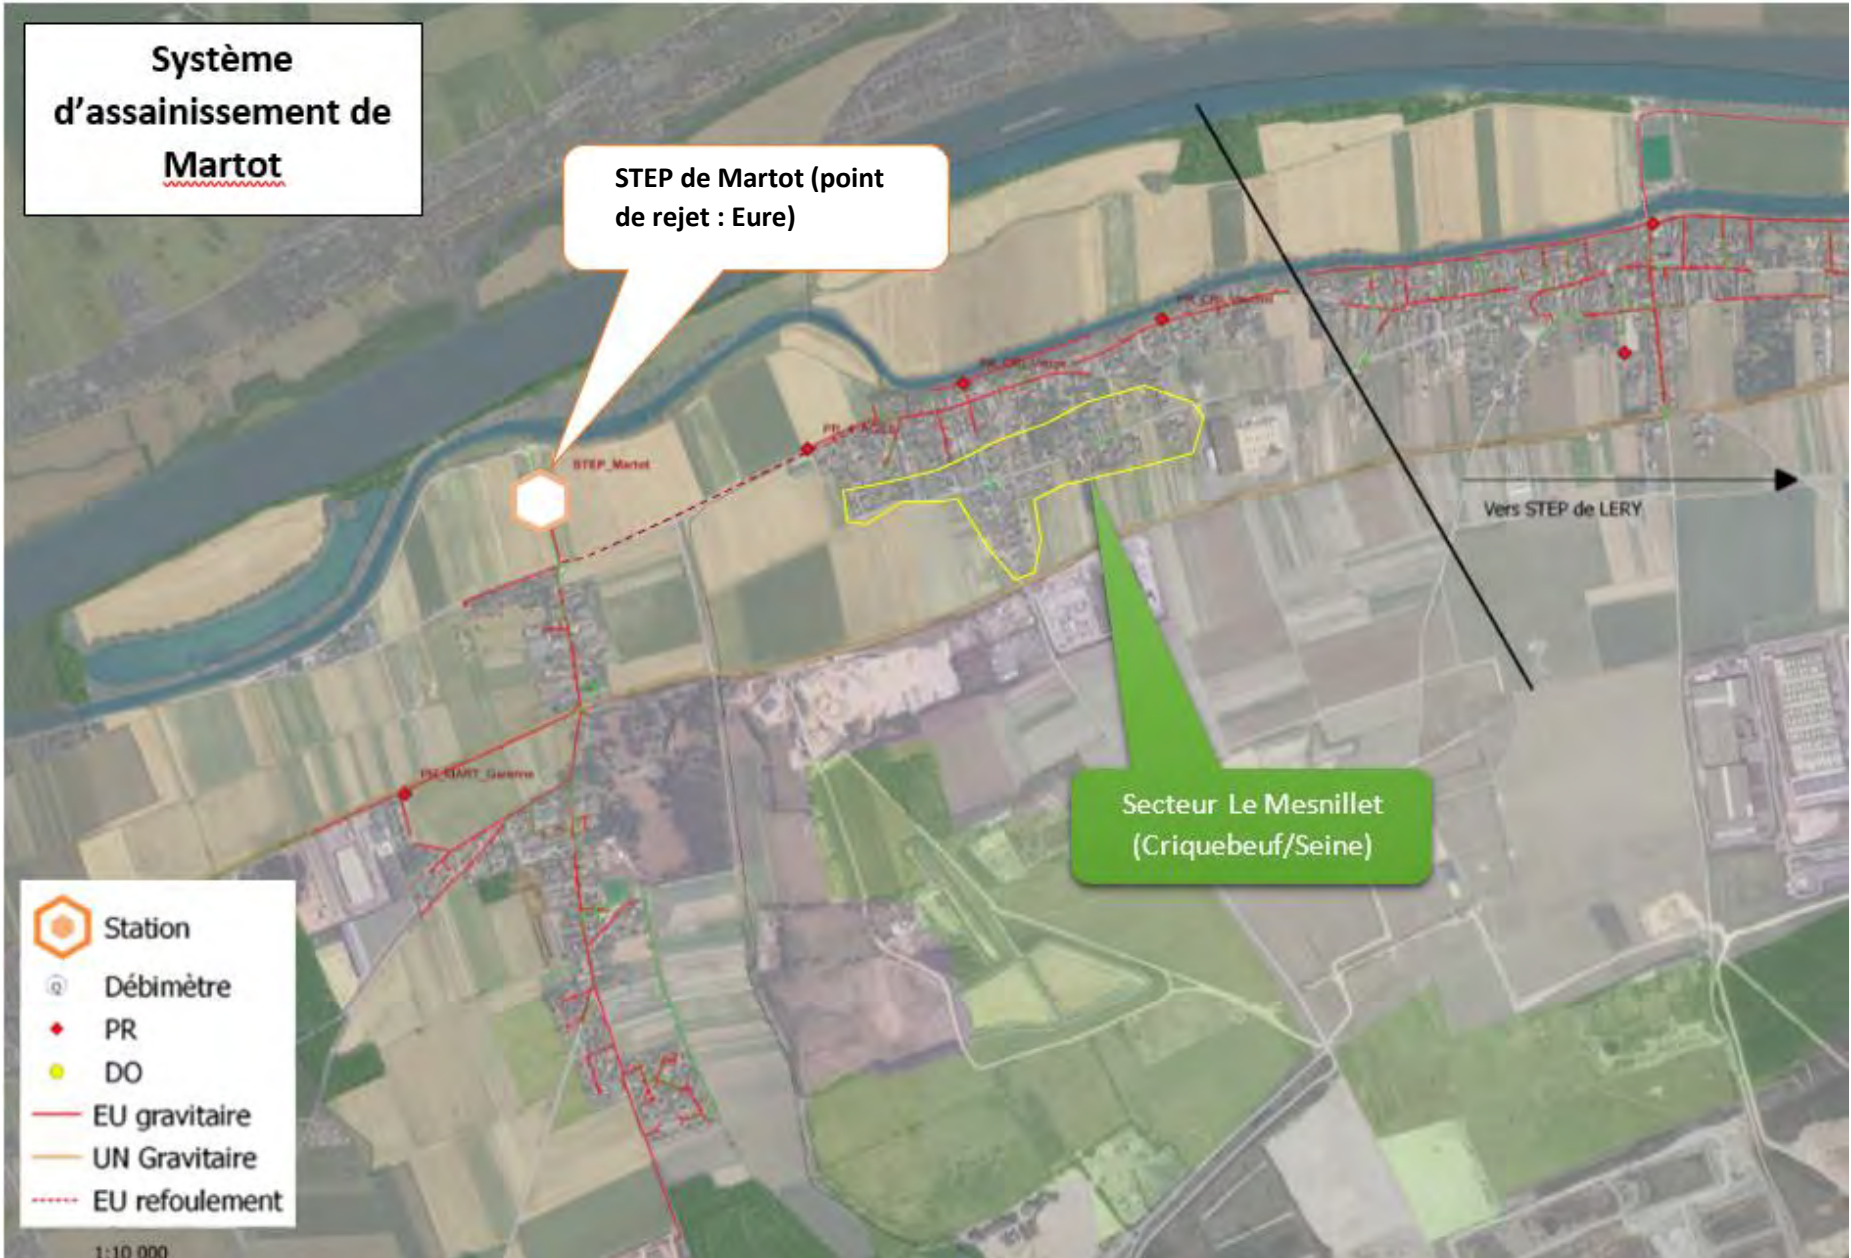 Système
d'assainissement de
Martot
STEP de Martot (point
de rejet : Eure)
STEP_Martot
Vers STEP de LERY
Secteur Le Mesnillet
(Criquebeuf/Seine)
Station
Q
Débimètre
PR
DO
EU gravitaire
UN Gravitaire
EU refoulement
1:10 000